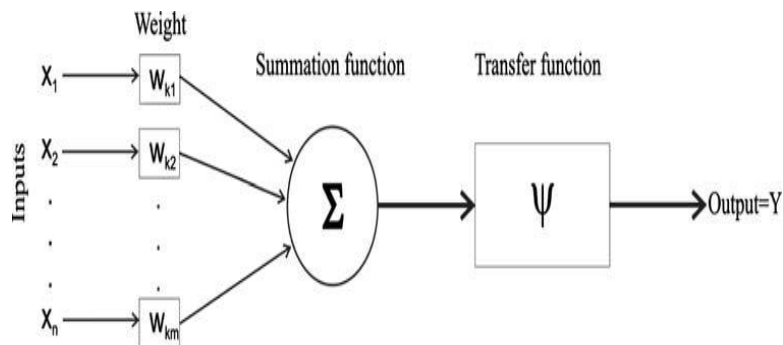 Weight
Summation function
Transfer function
Inputs
X1
Wk1
X2
Wk2
Σ
Ψ
Output=Y
.
.
.
.
.
.
Xn
Wkm